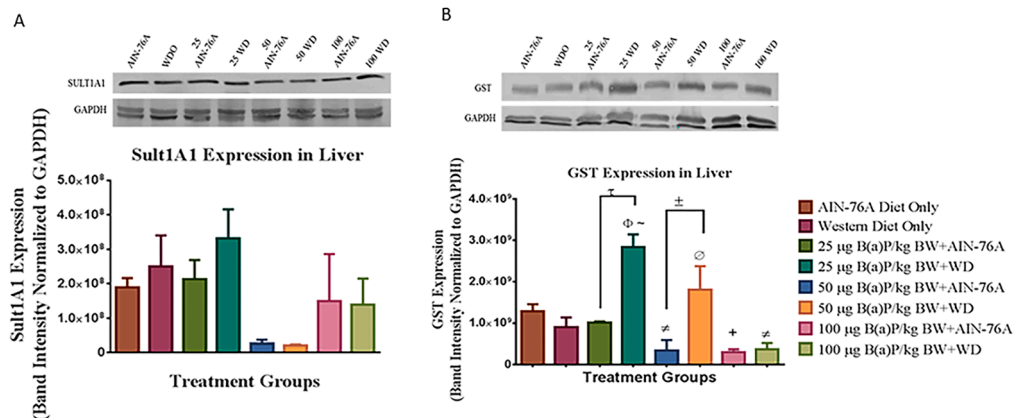 A
AIN-76A
WDO
25 AIN-76A
25 WD
50 AIN-76A
50 WD
100 AIN-76A
100 WD
SULT1A1
GAPDH
Sult1A1 Expression in Liver
Sult1A1 Expression
(Band Intensity Normalized to GAPDH)
5.0×10⁸
4.0×10⁸
3.0×10⁸
2.0×10⁸
1.0×10⁸
0
Treatment Groups
B
AIN-76A
WDO
25 AIN-76A
25 WD
50 AIN-76A
50 WD
100 AIN-76A
100 WD
GST
GAPDH
GST Expression in Liver
GST Expression
(Band Intensity Normalized to GAPDH)
4.0×10⁹
3.0×10⁹
2.0×10⁹
1.0×10⁹
0
τ
Φ ~
±
∅
≠
+
≠
Treatment Groups
AIN-76A Diet Only
Western Diet Only
25 µg B(a)P/kg BW+AIN-76A
25 µg B(a)P/kg BW+WD
50 µg B(a)P/kg BW+AIN-76A
50 µg B(a)P/kg BW+WD
100 µg B(a)P/kg BW+AIN-76A
100 µg B(a)P/kg BW+WD